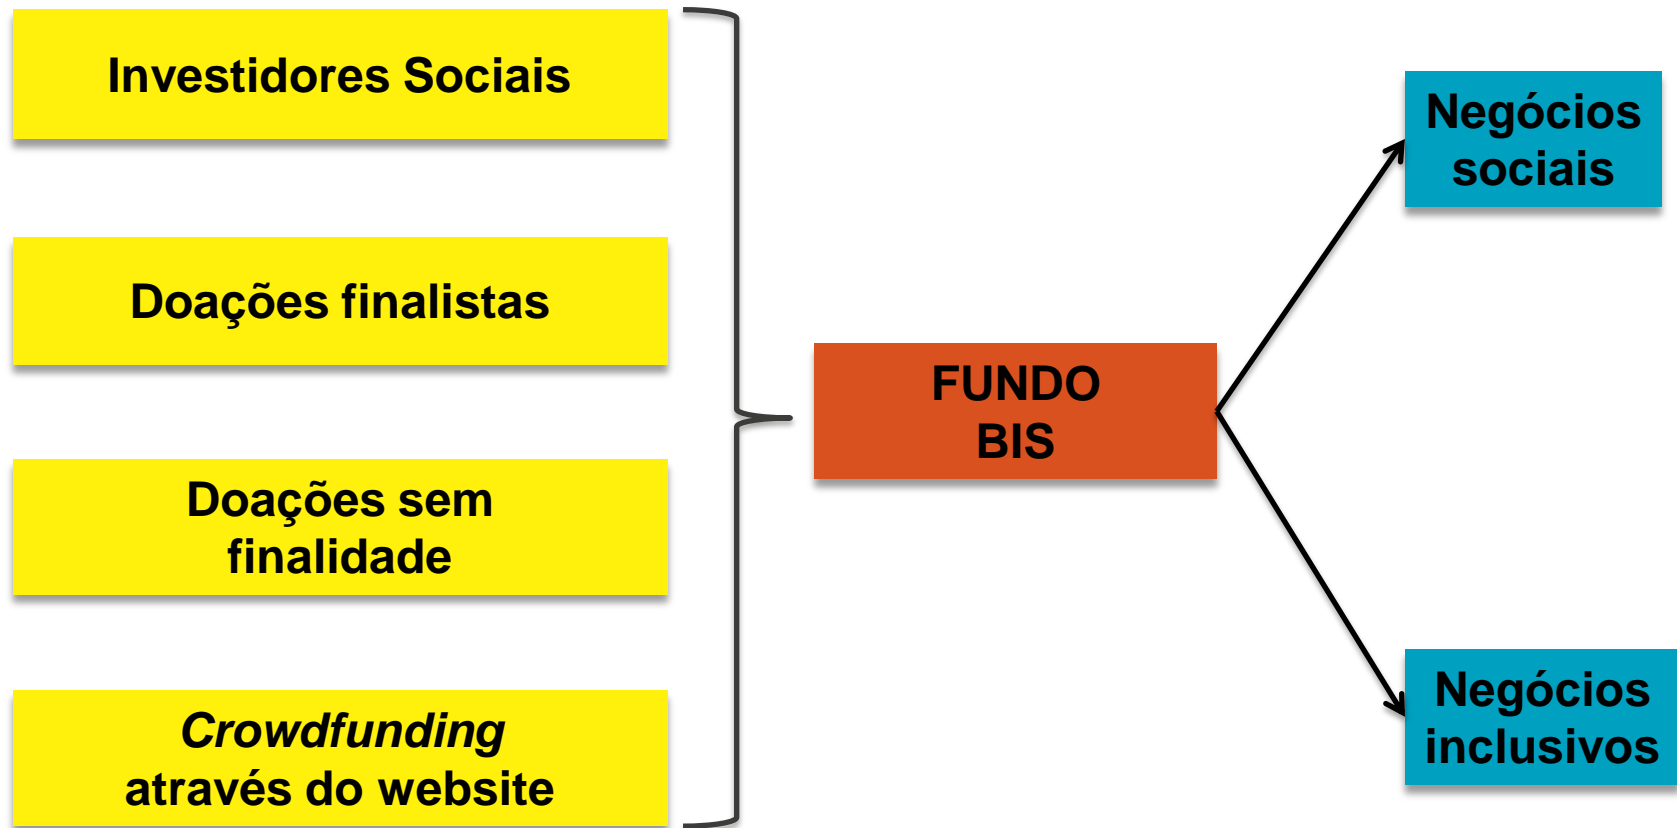 Investidores Sociais
Doações finalistas
Doações sem
finalidade
Crowdfunding
através do website
FUNDO
BIS
Negócios
sociais
Negócios
inclusivos